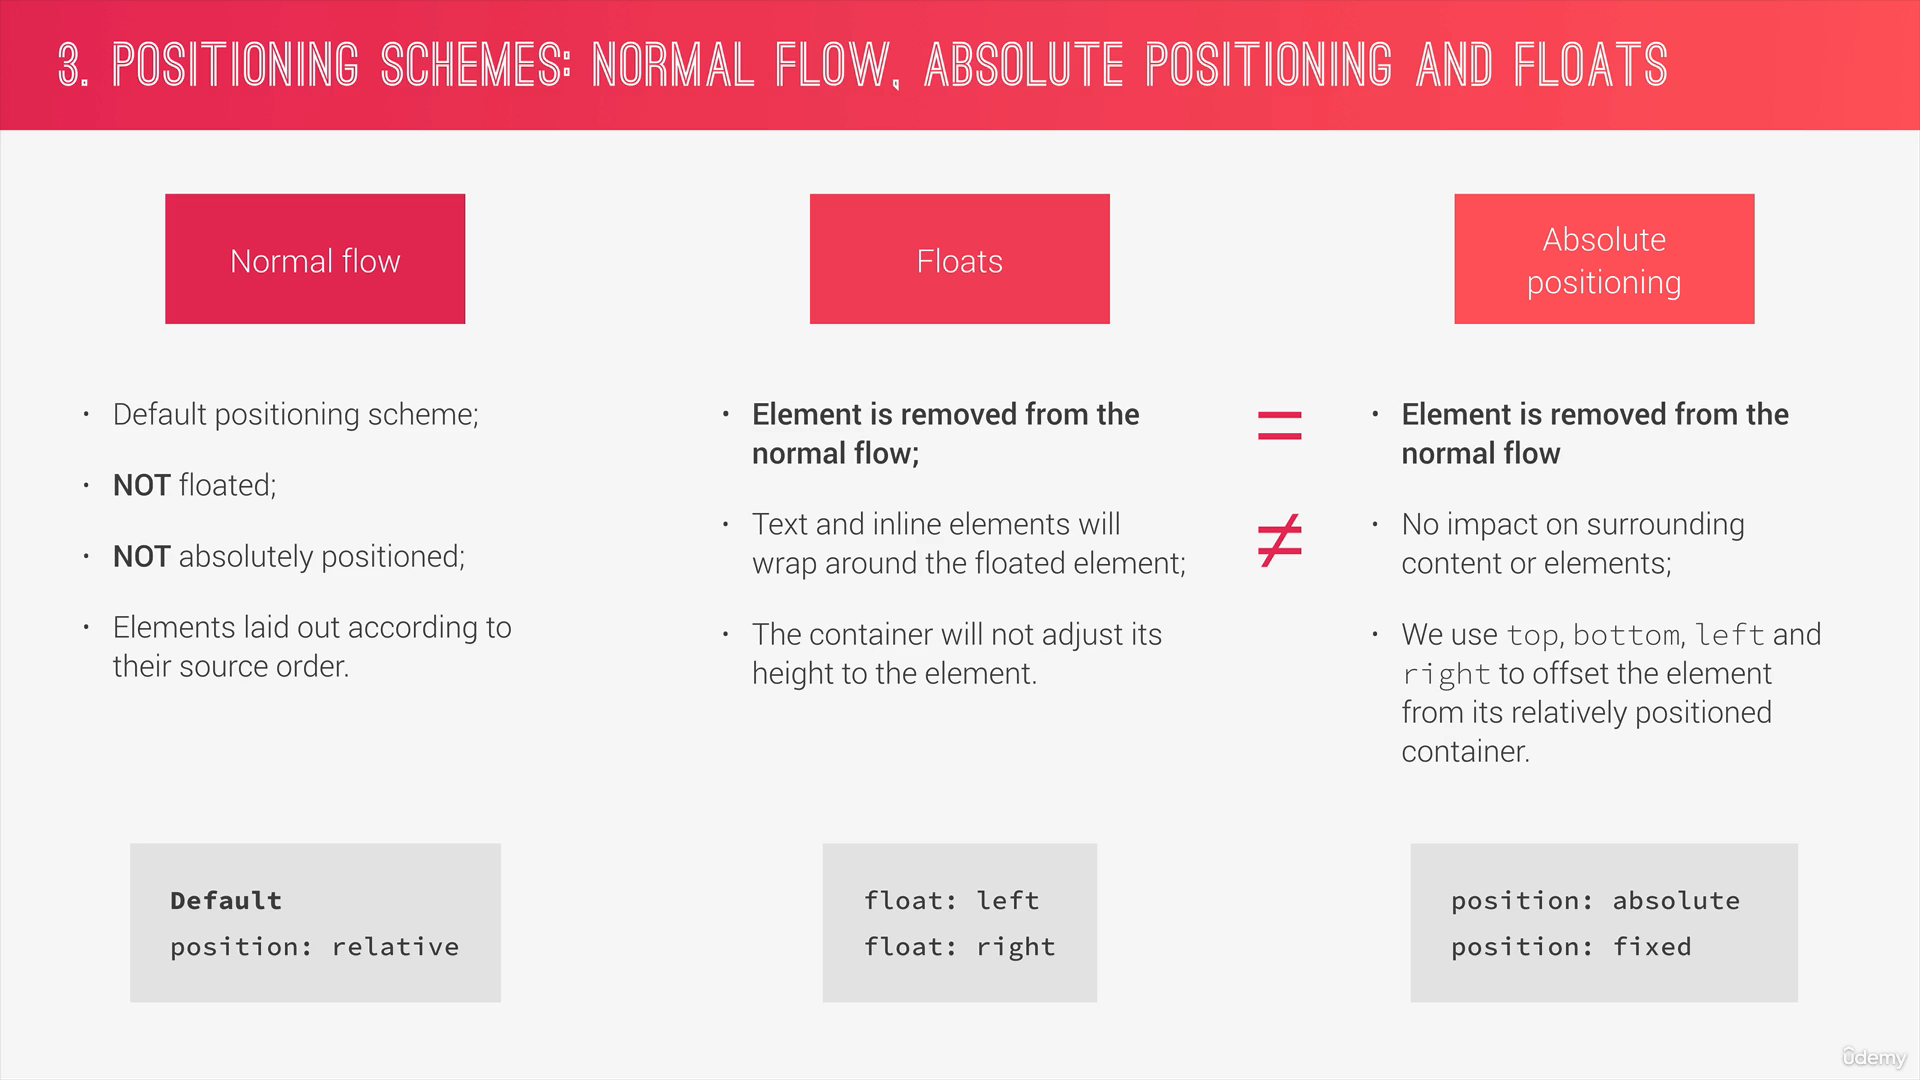 3. POSITIONING SCHEMES: NORMAL FLOW, ABSOLUTE POSITIONING AND FLOATS
Normal flow
• Default positioning scheme;
• NOT floated;
• NOT absolutely positioned;
• Elements laid out according to
their source order.
Default
position: relative
Floats
• Element is removed from the
normal flow;
• Text and inline elements will
wrap around the floated element;
• The container will not adjust its
height to the element.
float: left
float: right
=
≠
Absolute
positioning
• Element is removed from the
normal flow
• No impact on surrounding
content or elements;
• We use top, bottom, left and
right to offset the element
from its relatively positioned
container.
position: absolute
position: fixed
ûdemy